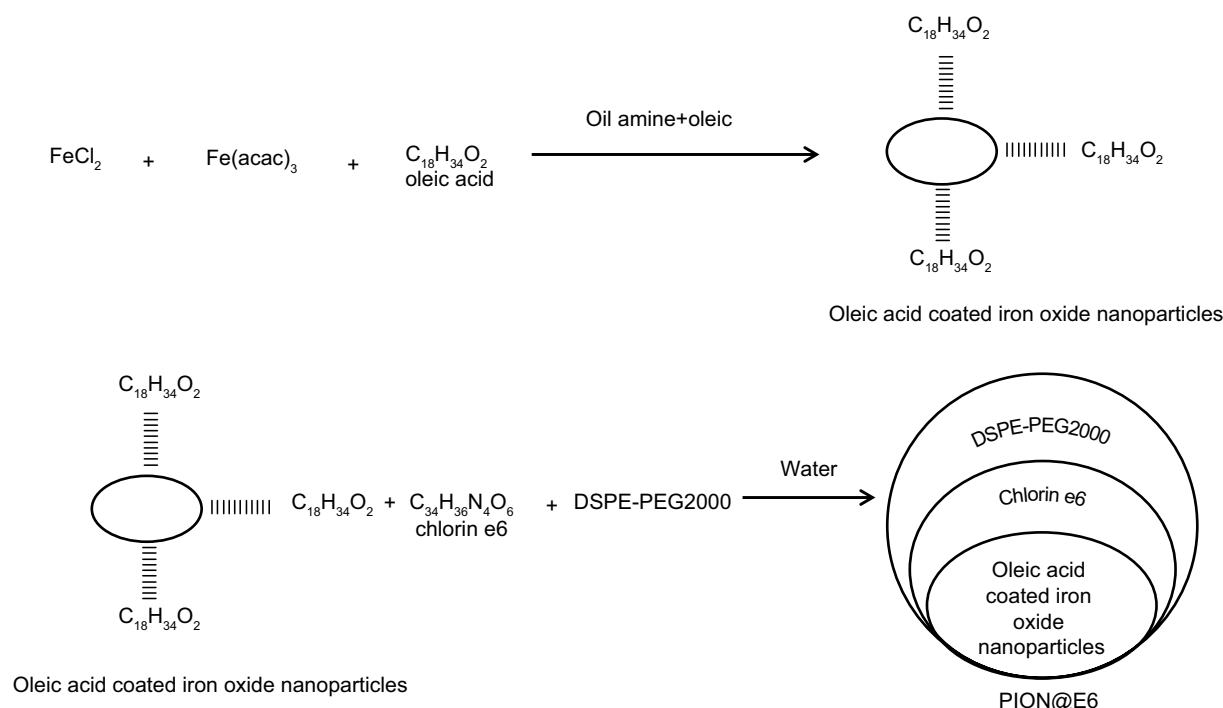 C₁₈H₃₄O₂
Oil amine+oleic
FeCl₂ + Fe(acac)₃ + C₁₈H₃₄O₂ C₁₈H₃₄O₂
oleic acid
C₁₈H₃₄O₂
Oleic acid coated iron oxide nanoparticles
C₁₈H₃₄O₂
DSPE-PEG2000
Water
C₁₈H₃₄O₂ + C₃₄H₃₆N₄O₆ + DSPE-PEG2000
chlorin e6
Chlorin e6
Oleic acid
coated iron
oxide
nanoparticles
C₁₈H₃₄O₂
Oleic acid coated iron oxide nanoparticles
PION@E6